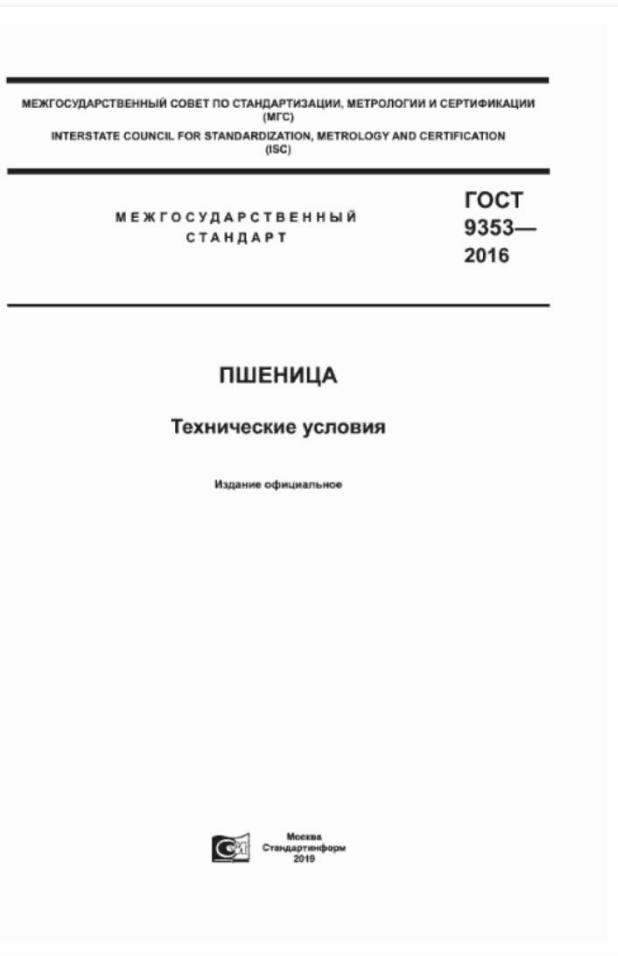 МЕЖГОСУДАРСТВЕННЫЙ СОВЕТ ПО СТАНДАРТИЗАЦИИ, МЕТРОЛОГИИ И СЕРТИФИКАЦИИ
(МГС)
INTERSTATE COUNCIL FOR STANDARDIZATION, METROLOGY AND CERTIFICATION
(ISC)
МЕЖГОСУДАРСТВЕННЫЙ
СТАНДАРТ
ГОСТ
9353—
2016
ПШЕНИЦА
Технические условия
Издание официальное
Москва
Стандартинформ
2019